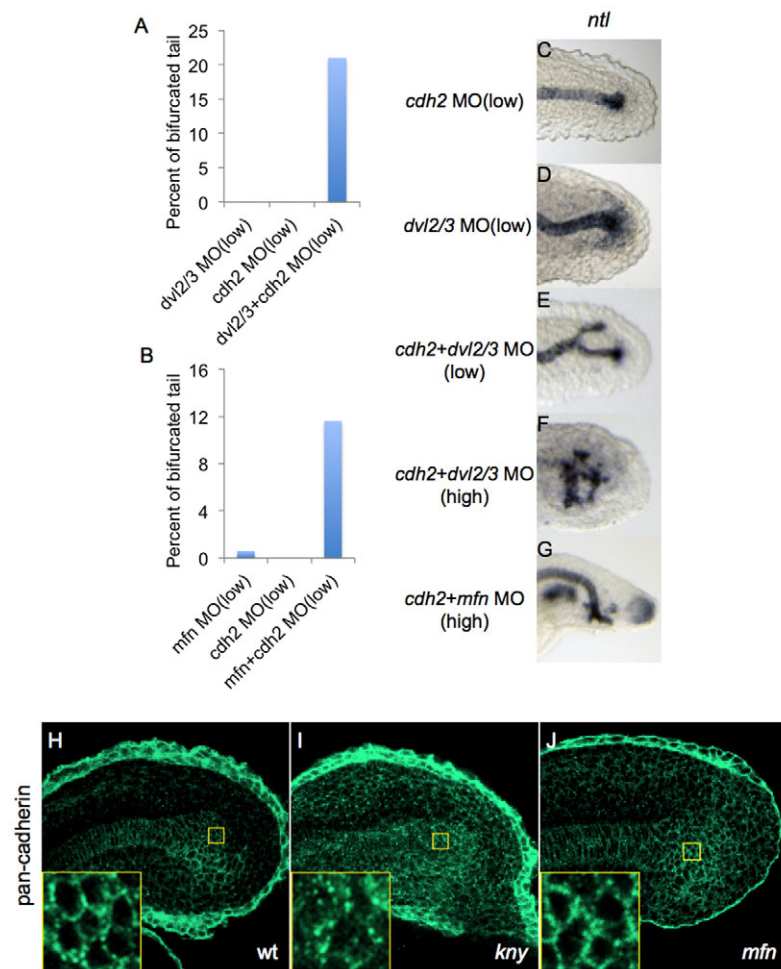 A
Percent of bifurcated tail
25
20
15
10
5
0
dvl2/3 MO(low)
cdh2 MO(low)
dvl2/3+cdh2 MO(low)
B
Percent of bifurcated tail
16
12
8
4
0
mfn MO(low)
cdh2 MO(low)
mfn+cdh2 MO(low)
ntl
C
cdh2 MO(low)
D
dvl2/3 MO(low)
E
cdh2+dvl2/3 MO
(low)
F
cdh2+dvl2/3 MO
(high)
G
cdh2+mfn MO
(high)
pan-cadherin
H
wt
I
kny
J
mfn